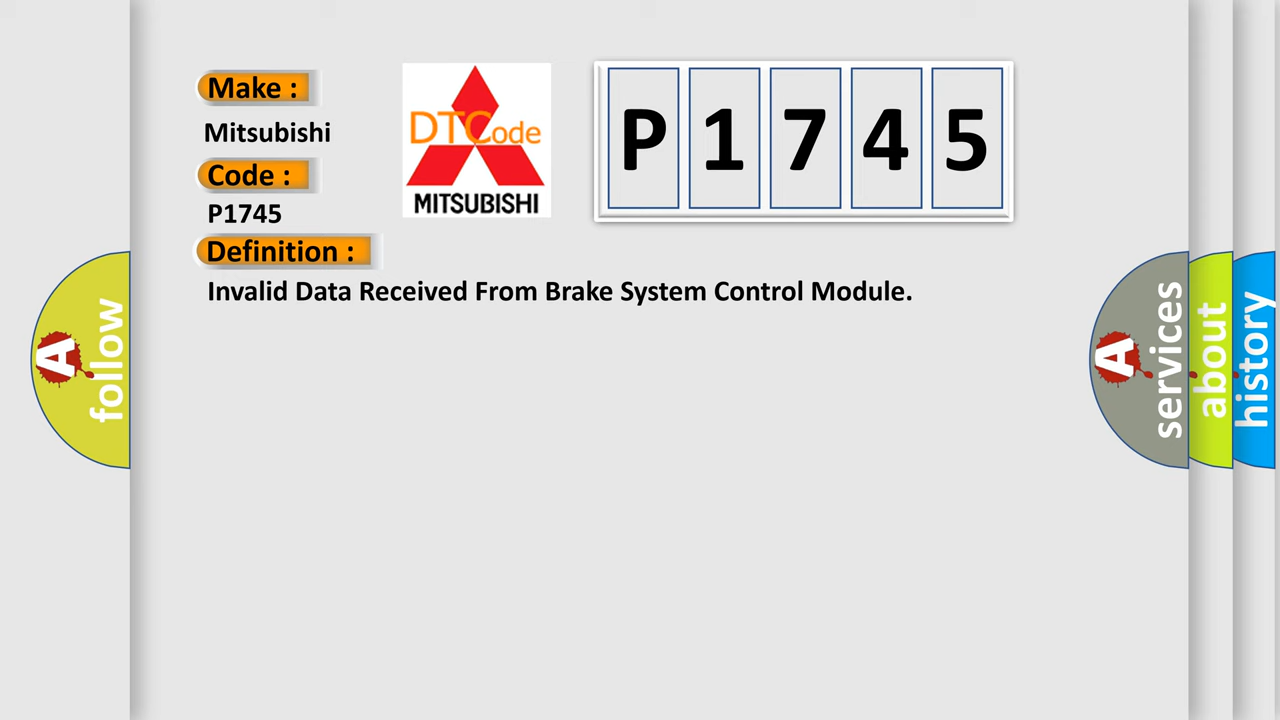 Make :
Mitsubishi
Code :
P1745
Definition :
Invalid Data Received From Brake System Control Module.
DTCode
MITSUBISHI
P 1 7 4 5
A follow
A services
about
history